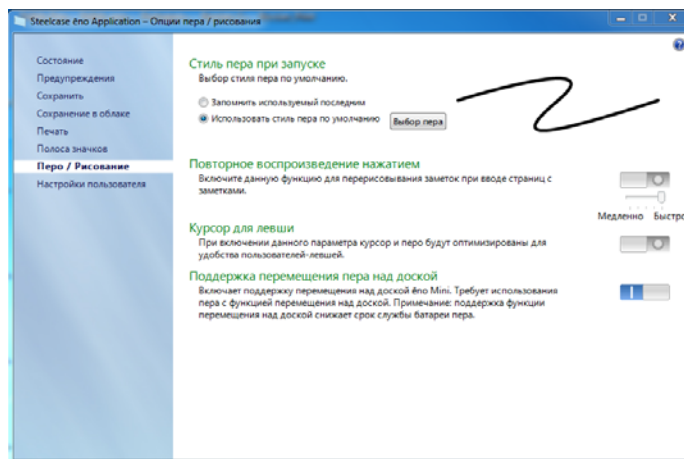 Steelcase ēno Application – Опции пера / рисования
Состояние
Предупреждения
Сохранить
Сохранение в облаке
Печать
Полоса значков
Перо / Рисование
Настройки пользователя
Стиль пера при запуске
Выбор стиля пера по умолчанию.
Запомнить используемый последним
Использовать стиль пера по умолчанию
Выбор пера
Повторное воспроизведение нажатием
Включите данную функцию для перерисовывания заметок при вводе страниц с
заметками.
Медленно Быстро
Курсор для левши
При включении данного параметра курсор и перо будут оптимизированы для
удобства пользователей-левшей.
Поддержка перемещения пера над доской
Включает поддержку перемещения над доской ēno Mini. Требует использования
пера с функцией перемещения над доской. Примечание: поддержка функции
перемещения над доской снижает срок службы батареи пера.